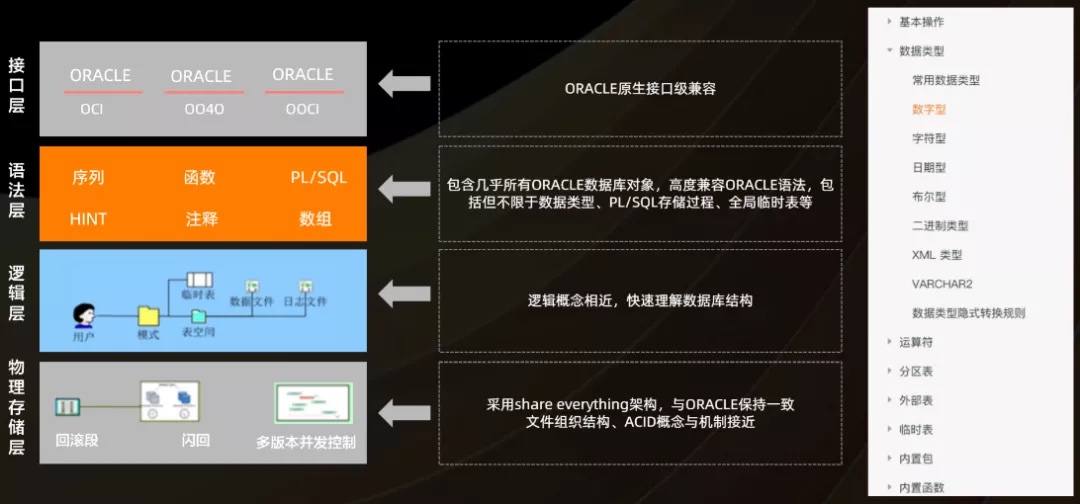 接口层
ORACLE ORACLE ORACLE
OCI OO4O OOCI
ORACLE原生接口级兼容
语法层
序列 函数 PL/SQL
HINT 注释 数组
包含几乎所有ORACLE数据库对象，高度兼容ORACLE语法，包
括但不限于数据类型、PL/SQL存储过程、全局临时表等
逻辑层
临时表
数据文件 日志文件
用户 模式 表空间
逻辑概念相近，快速理解数据库结构
物理存储层
回滚段 闪回 多版本并发控制
采用share everything架构，与ORACLE保持一致
文件组织结构、ACID概念与机制接近
基本操作
数据类型
常用数据类型
数字型
字符型
日期型
布尔型
二进制类型
XML 类型
VARCHAR2
数据类型隐式转换规则
运算符
分区表
外部表
临时表
内置包
内置函数